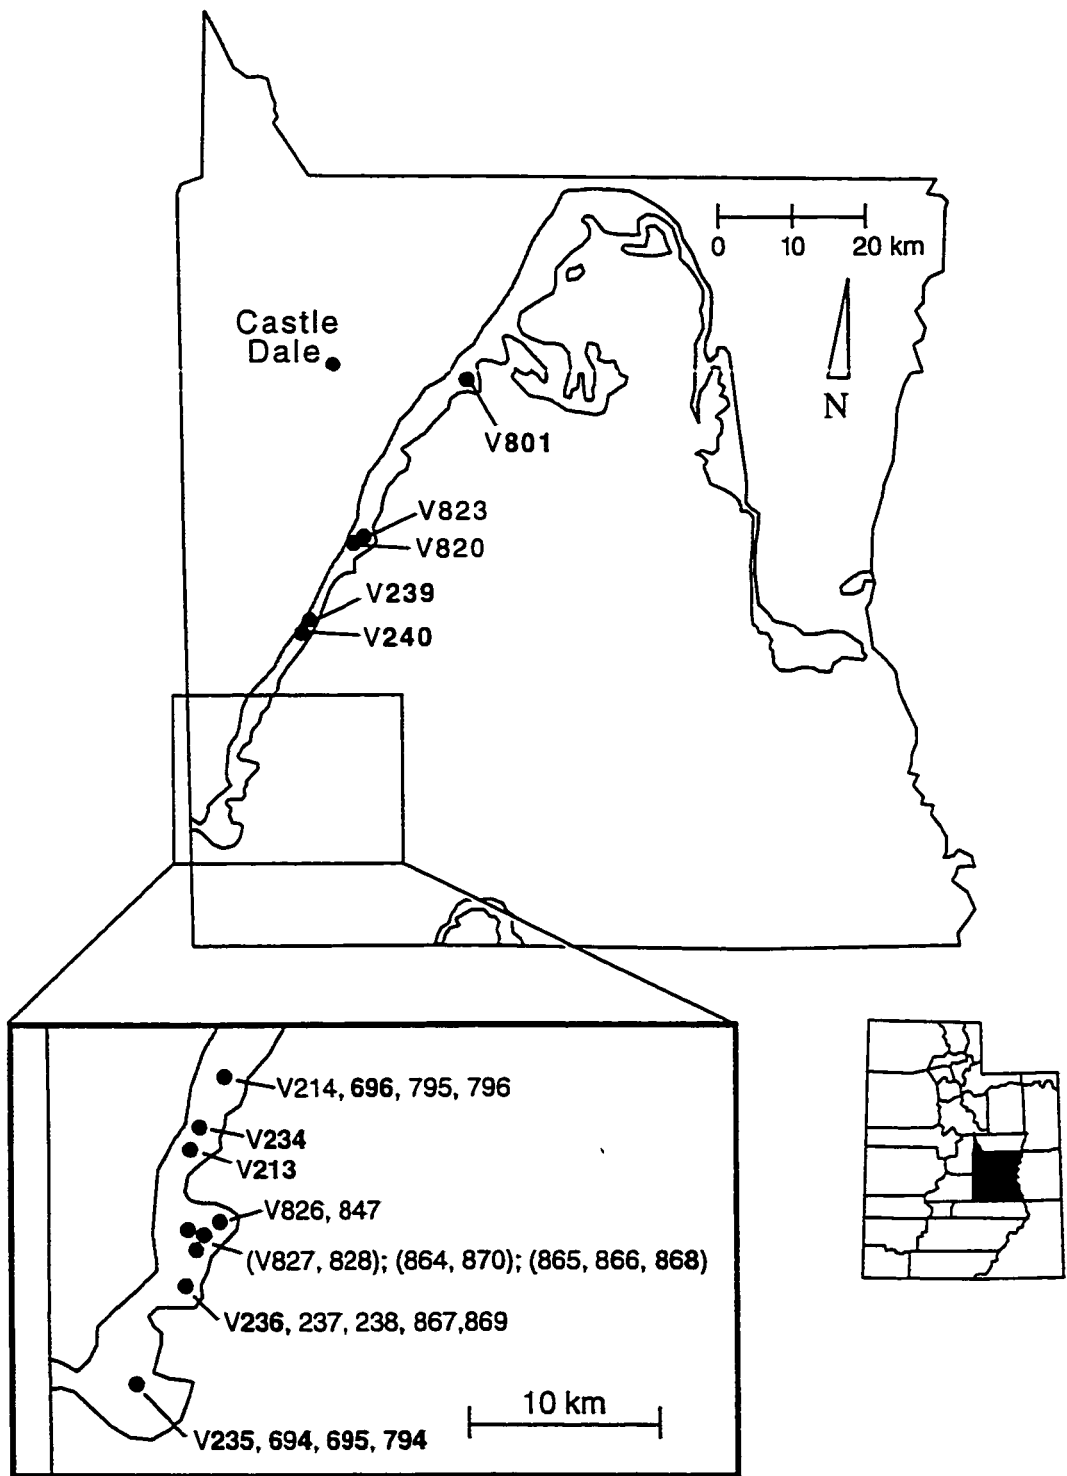 0 10 20 km
Castle
Dale
N
V801
V823
V820
V239
V240
V214, 696, 795, 796
V234
V213
V826, 847
(V827, 828); (864, 870); (865, 866, 868)
V236, 237, 238, 867,869
10 km
V235, 694, 695, 794